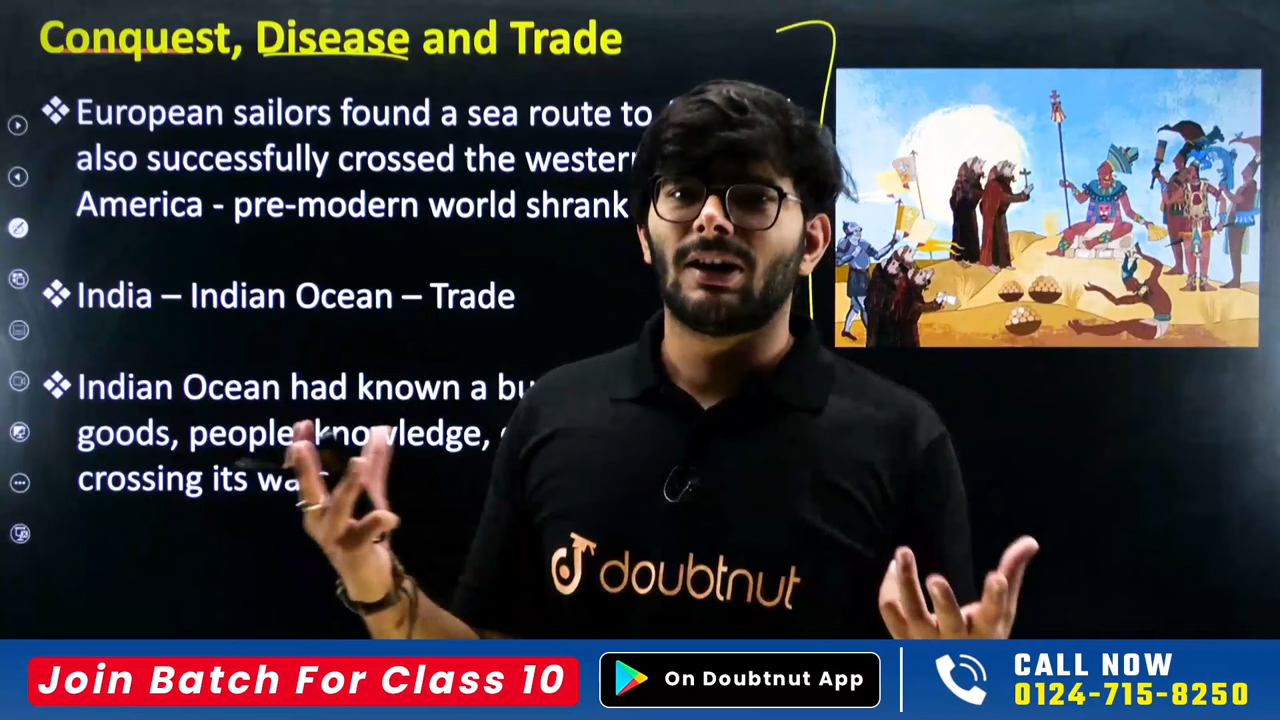 Conquest, Disease and Trade
❖ European sailors found a sea route to
also successfully crossed the western
America - pre-modern world shrank
❖ India – Indian Ocean – Trade
❖ Indian Ocean had known a
goods, people, knowledge,
crossing its
doubtnut
Join Batch For Class 10
On Doubtnut App
CALL NOW
0124-715-8250